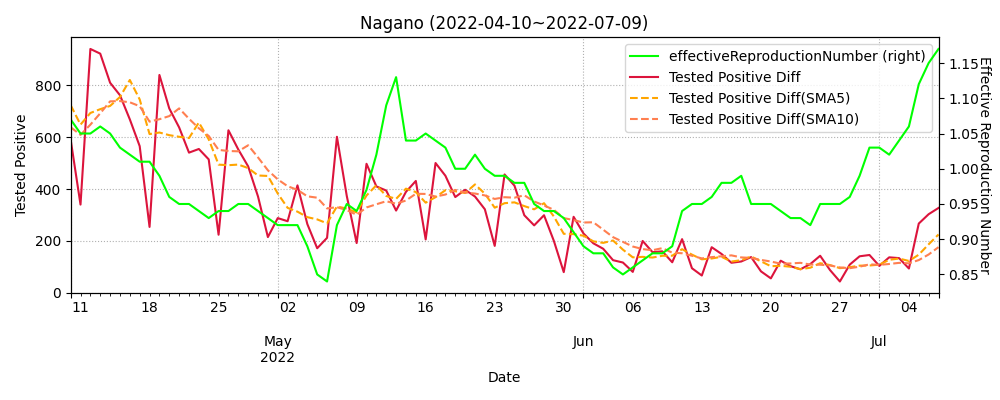 Nagano (2022-04-10~2022-07-09)
effectiveReproductionNumber (right)
Tested Positive Diff
Tested Positive Diff(SMA5)
Tested Positive Diff(SMA10)
Tested Positive
800
600
400
200
0
1.15
1.10
1.05
1.00
0.95
0.90
0.85
Effective Reproduction Number
11 18 25 02 09 16 23 30 06 13 20 27 04
May Jun Jul
2022
Date